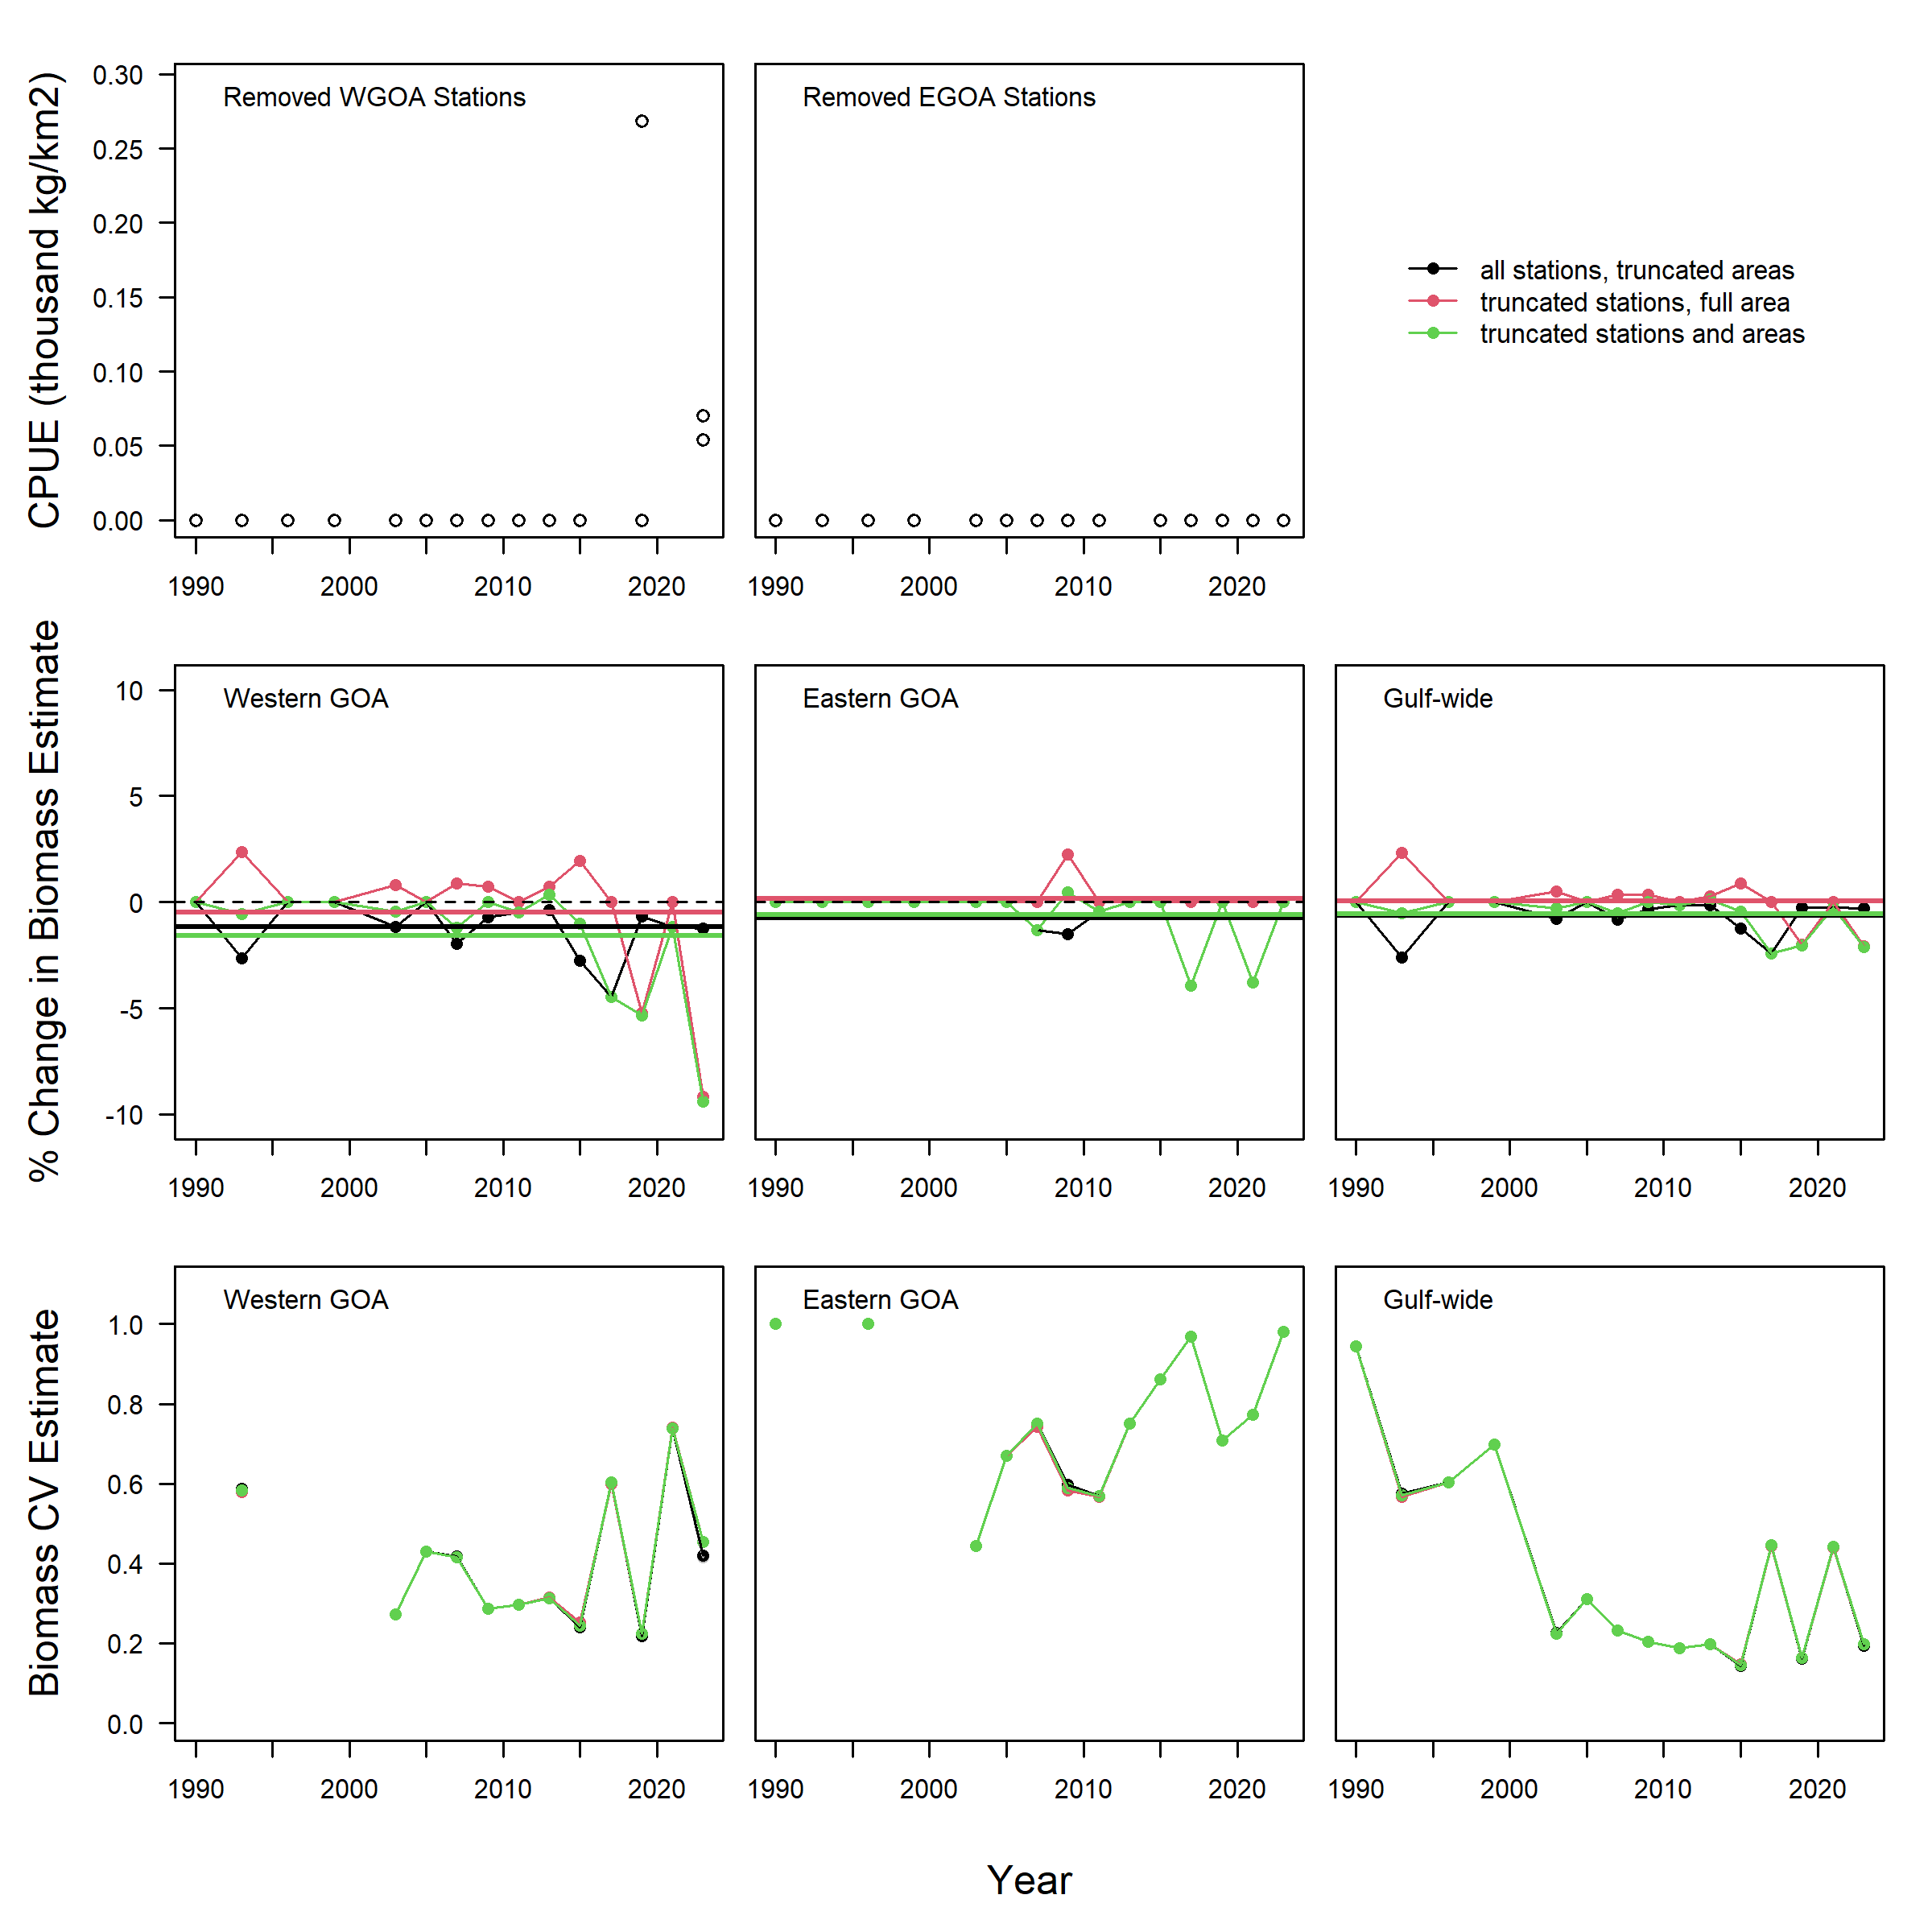 CPUE (thousand kg/km2)
0.30
0.25
0.20
0.15
0.10
0.05
0.00
Removed WGOA Stations
1990 2000 2010 2020
Removed EGOA Stations
1990 2000 2010 2020
all stations, truncated areas
truncated stations, full area
truncated stations and areas
% Change in Biomass Estimate
10
5
0
-5
-10
Western GOA
1990 2000 2010 2020
Eastern GOA
1990 2000 2010 2020
Gulf-wide
1990 2000 2010 2020
Biomass CV Estimate
1.0
0.8
0.6
0.4
0.2
0.0
Western GOA
1990 2000 2010 2020
Eastern GOA
1990 2000 2010 2020
Gulf-wide
1990 2000 2010 2020
Year